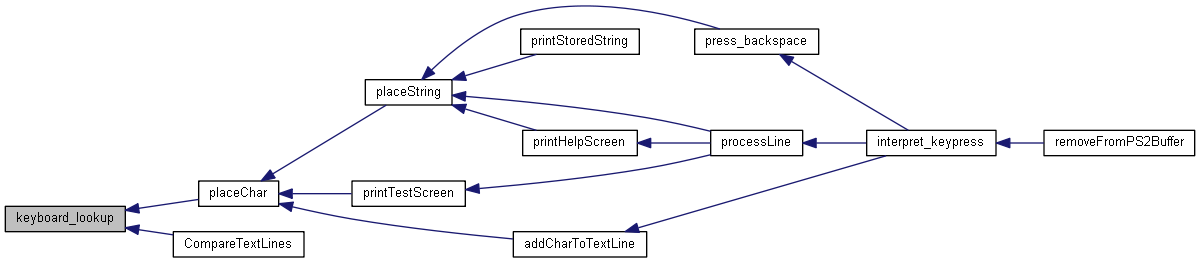 printStoredString
press_backspace
placeString
printHelpScreen
processLine
interpret_keypress
removeFromPS2Buffer
placeChar
printTestScreen
keyboard_lookup
CompareTextLines
addCharToTextLine